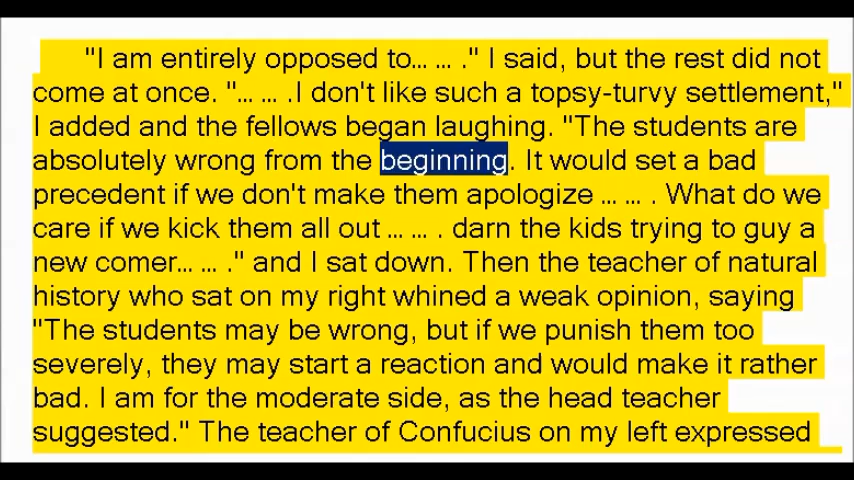 "I am entirely opposed to... ... ." I said, but the rest did not
come at once. "... ... .I don't like such a topsy-turvy settlement,"
I added and the fellows began laughing. "The students are
absolutely wrong from the beginning. It would set a bad
precedent if we don't make them apologize ... ... . What do we
care if we kick them all out ... ... . darn the kids trying to guy a
new comer... ... ." and I sat down. Then the teacher of natural
history who sat on my right whined a weak opinion, saying
"The students may be wrong, but if we punish them too
severely, they may start a reaction and would make it rather
bad. I am for the moderate side, as the head teacher
suggested." The teacher of Confucius on my left expressed